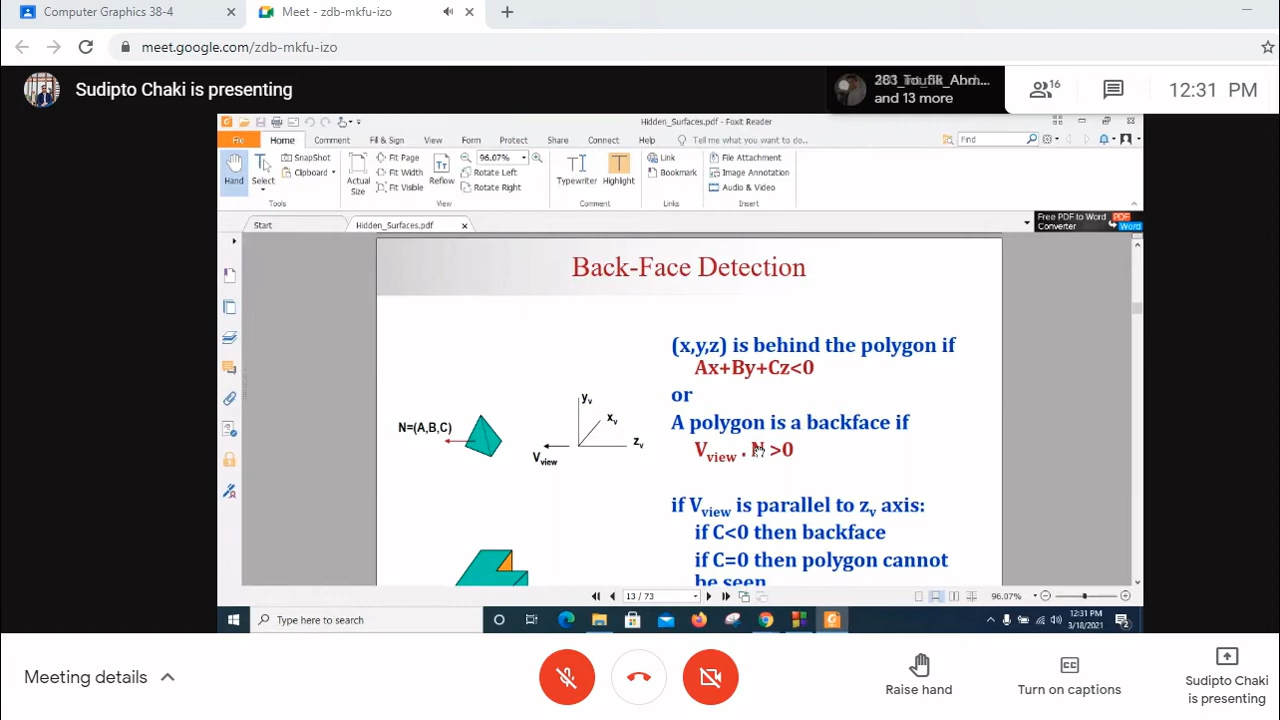 Computer Graphics 38-4
Meet - zdb-mkfu-izo
meet.google.com/zdb-mkfu-izo
Sudipto Chaki is presenting
and 13 more
16
12:31 PM
Hidden_Surfaces.pdf - Foxit Reader
File Home Comment Fill & Sign View Form Protect Share Connect Help Tell me what you want to do... Find
Hand
Select
SnapShot
Clipboard
Tools
Actual Size
Fit Page
Fit Width
Fit Visible
Reflow
96.07%
Rotate Left
Rotate Right
View
Typewriter
Highlight
Comment
Link
Bookmark
Links
File Attachment
Image Annotation
Audio & Video
Insert
Start
Hidden_Surfaces.pdf
Free PDF to Word
Converter
PDF
Word
Back-Face Detection
(x,y,z) is behind the polygon if
Ax+By+Cz<0
or
A polygon is a backface if
Vview . N >0
if Vview is parallel to zv axis:
if C<0 then backface
if C=0 then polygon cannot
be seen
N=(A,B,C)
yv
xv
zv
Vview
13 / 73
96.07%
Type here to search
12:31 PM
3/18/2021
2
Meeting details
Raise hand
Turn on captions
Sudipto Chaki
is presenting